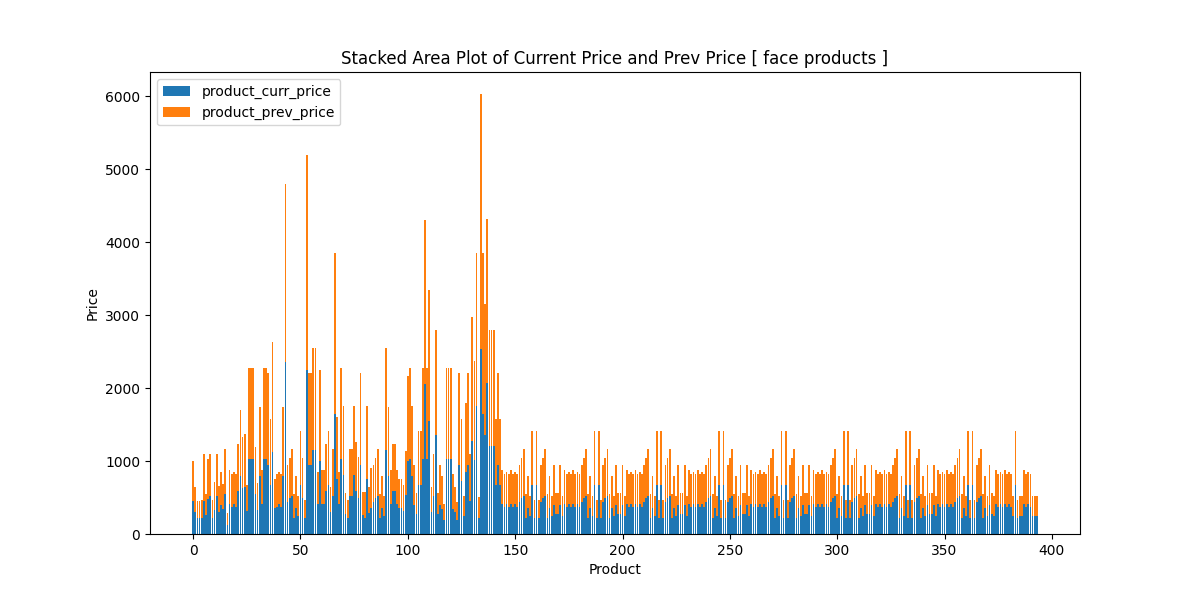 Stacked Area Plot of Current Price and Prev Price [ face products ]
product_curr_price
product_prev_price
6000
5000
4000
3000
2000
1000
0
Price
0 50 100 150 200 250 300 350 400
Product